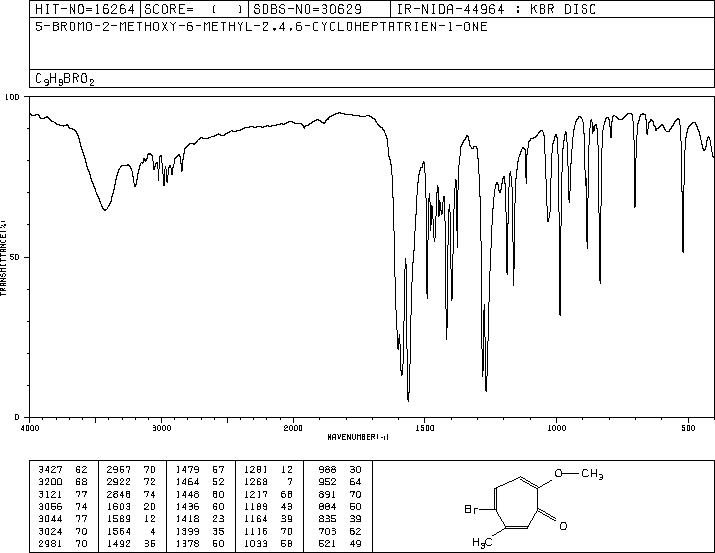 HIT-NO=16264 SCORE= ( ) SDBS-NO=30629 IR-NIDA-44964 : KBR DISC
5-BROMO-2-METHOXY-6-METHYL-2,4,6-CYCLOHEPTATRIEN-1-ONE
C9H9BRO2
100
50
0
TRANSMITTANCE(%)
4000 3000 2000 1500 1000 500
WAVENUMBER(-1)
3427 62 2967 70 1479 67 1281 12 988 30
3200 68 2922 72 1464 52 1268 7 952 64
3121 77 2848 74 1448 60 1217 68 891 70
3066 74 1603 20 1436 60 1189 43 884 50
3044 77 1589 12 1418 23 1164 39 835 39
3024 70 1564 4 1399 35 1116 70 703 62
2981 70 1492 36 1378 50 1033 58 521 49
O—CH3
Br
O
H3C